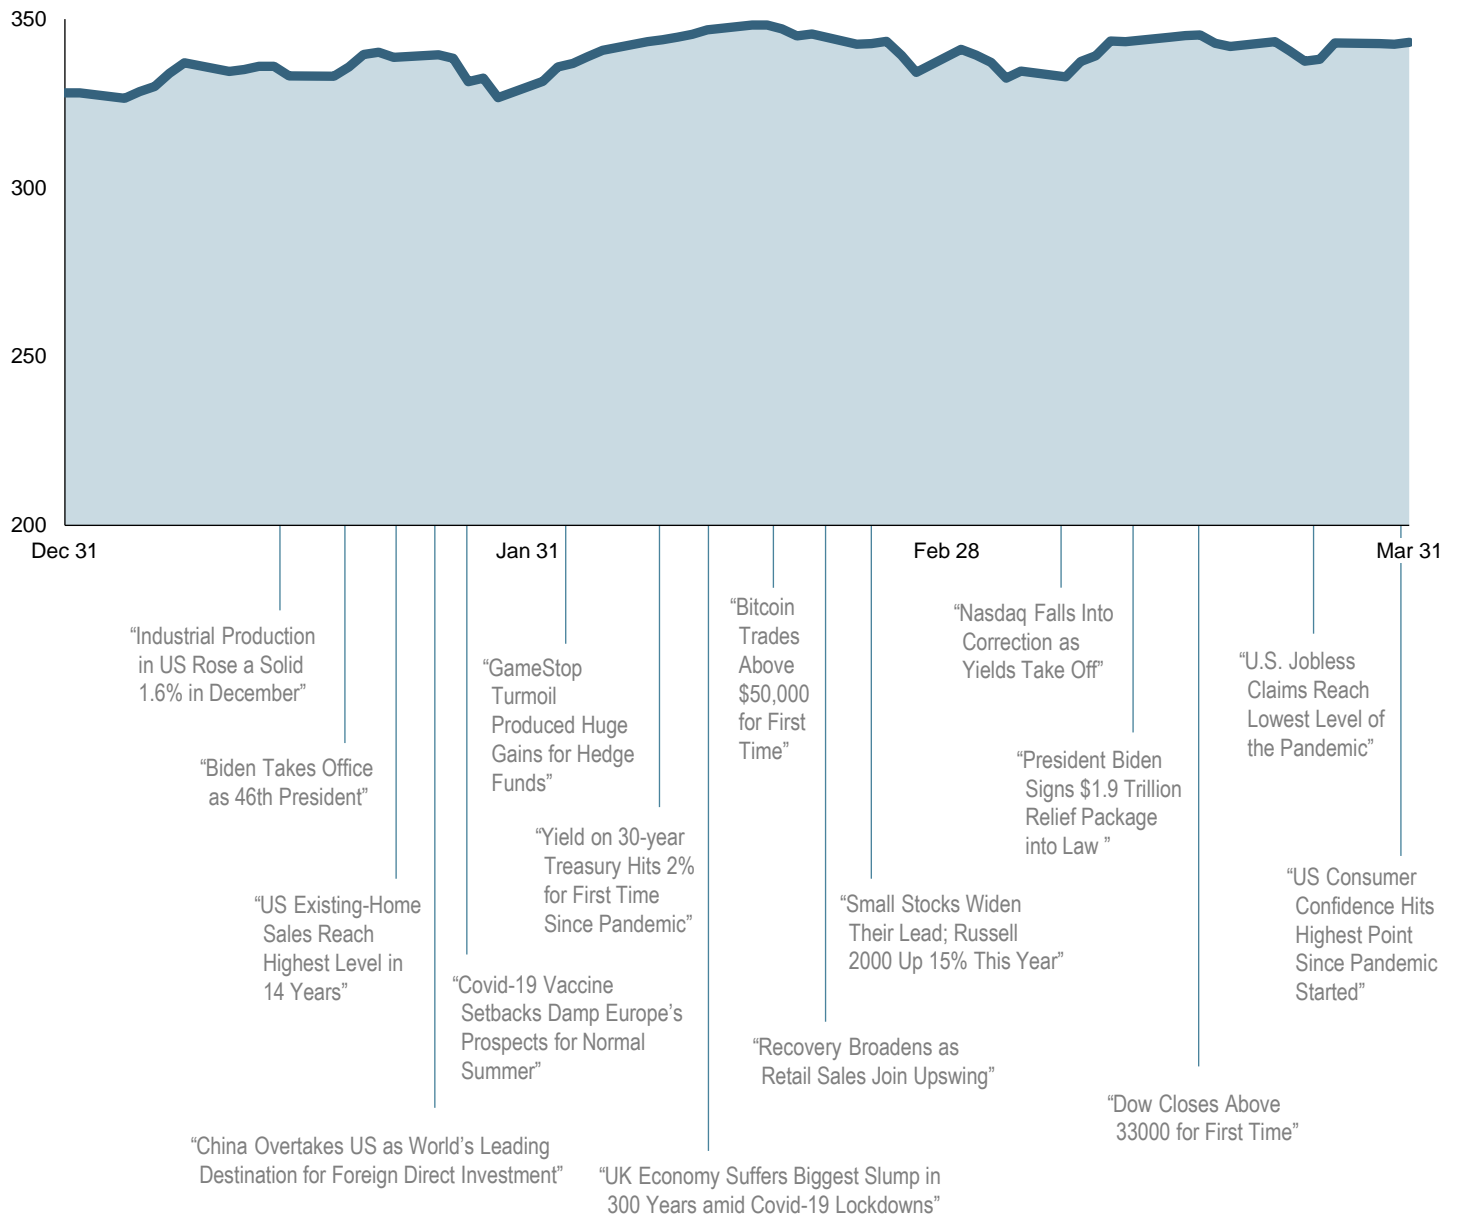 350
300
250
200
Dec 31
Jan 31
Feb 28
Mar 31
“Industrial Production
in US Rose a Solid
1.6% in December”
“Biden Takes Office
as 46th President”
“US Existing-Home
Sales Reach
Highest Level in
14 Years”
“China Overtakes US as World’s Leading
Destination for Foreign Direct Investment”
“Covid-19 Vaccine
Setbacks Damp Europe’s
Prospects for Normal
Summer”
“GameStop
Turmoil
Produced Huge
Gains for Hedge
Funds”
“Yield on 30-year
Treasury Hits 2%
for First Time
Since Pandemic”
“UK Economy Suffers Biggest Slump in
300 Years amid Covid-19 Lockdowns”
“Bitcoin
Trades
Above
$50,000
for First
Time”
“Recovery Broadens as
Retail Sales Join Upswing”
“Small Stocks Widen
Their Lead; Russell
2000 Up 15% This Year”
“Nasdaq Falls Into
Correction as
Yields Take Off”
“President Biden
Signs $1.9 Trillion
Relief Package
into Law ”
“Dow Closes Above
33000 for First Time”
“U.S. Jobless
Claims Reach
Lowest Level of
the Pandemic”
“US Consumer
Confidence Hits
Highest Point
Since Pandemic
Started”